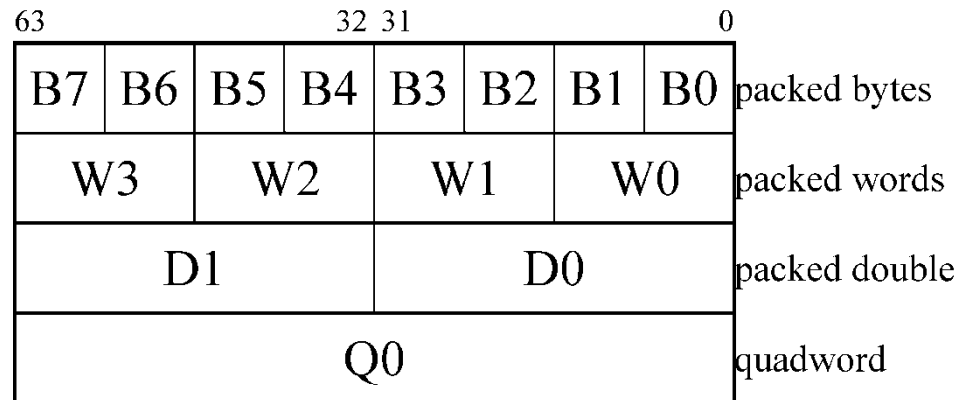 63 32 31 0
B7 B6 B5 B4 B3 B2 B1 B0 packed bytes
W3 W2 W1 W0 packed words
D1 D0 packed double
Q0 quadword